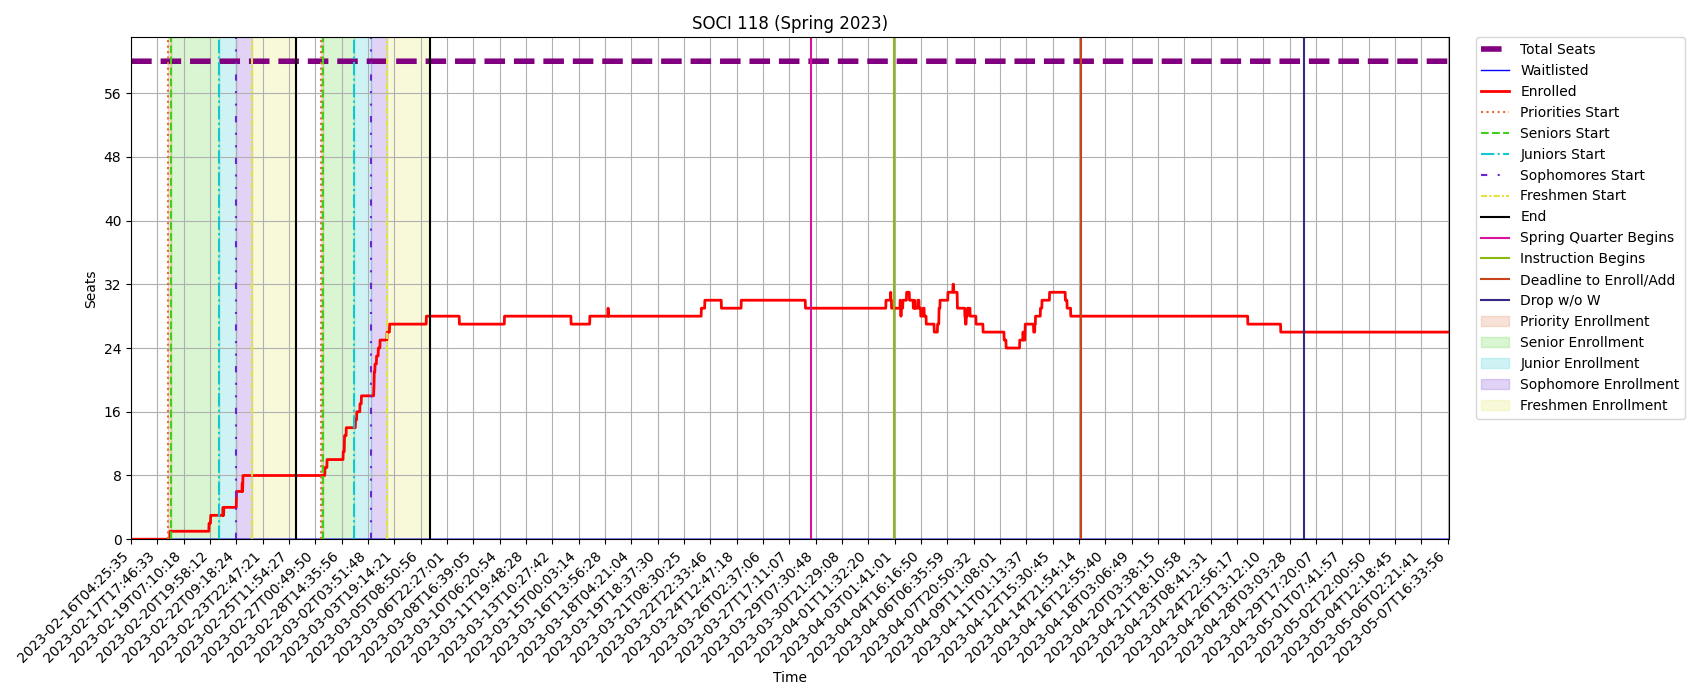 SOCI 118 (Spring 2023)
Seats
56
48
40
32
24
16
8
0
2023-02-16T04:25:35
2023-02-17T17:46:33
2023-02-19T07:10:18
2023-02-20T19:58:12
2023-02-22T09:18:24
2023-02-23T22:47:21
2023-02-25T11:54:27
2023-02-27T00:49:50
2023-02-28T14:35:56
2023-03-02T03:51:48
2023-03-03T19:14:21
2023-03-05T08:50:56
2023-03-06T22:27:01
2023-03-08T16:39:05
2023-03-10T06:20:54
2023-03-11T19:48:28
2023-03-13T10:27:42
2023-03-15T00:03:14
2023-03-16T13:56:28
2023-03-18T04:21:04
2023-03-19T18:37:30
2023-03-21T08:30:25
2023-03-22T22:33:46
2023-03-24T12:47:18
2023-03-26T02:37:06
2023-03-27T17:11:07
2023-03-29T07:30:48
2023-03-30T21:29:08
2023-04-01T11:32:20
2023-04-03T01:41:01
2023-04-04T16:16:50
2023-04-06T06:35:59
2023-04-07T20:50:32
2023-04-09T11:08:01
2023-04-11T01:13:37
2023-04-12T15:30:45
2023-04-14T21:54:14
2023-04-16T12:55:40
2023-04-18T03:06:49
2023-04-20T03:38:15
2023-04-21T18:10:58
2023-04-23T08:41:31
2023-04-24T22:56:17
2023-04-26T13:12:10
2023-04-28T03:03:28
2023-04-29T17:20:07
2023-05-01T07:41:57
2023-05-02T22:00:50
2023-05-04T12:18:45
2023-05-06T02:21:41
2023-05-07T16:33:56
Time
Total Seats
Waitlisted
Enrolled
Priorities Start
Seniors Start
Juniors Start
Sophomores Start
Freshmen Start
End
Spring Quarter Begins
Instruction Begins
Deadline to Enroll/Add
Drop w/o W
Priority Enrollment
Senior Enrollment
Junior Enrollment
Sophomore Enrollment
Freshmen Enrollment